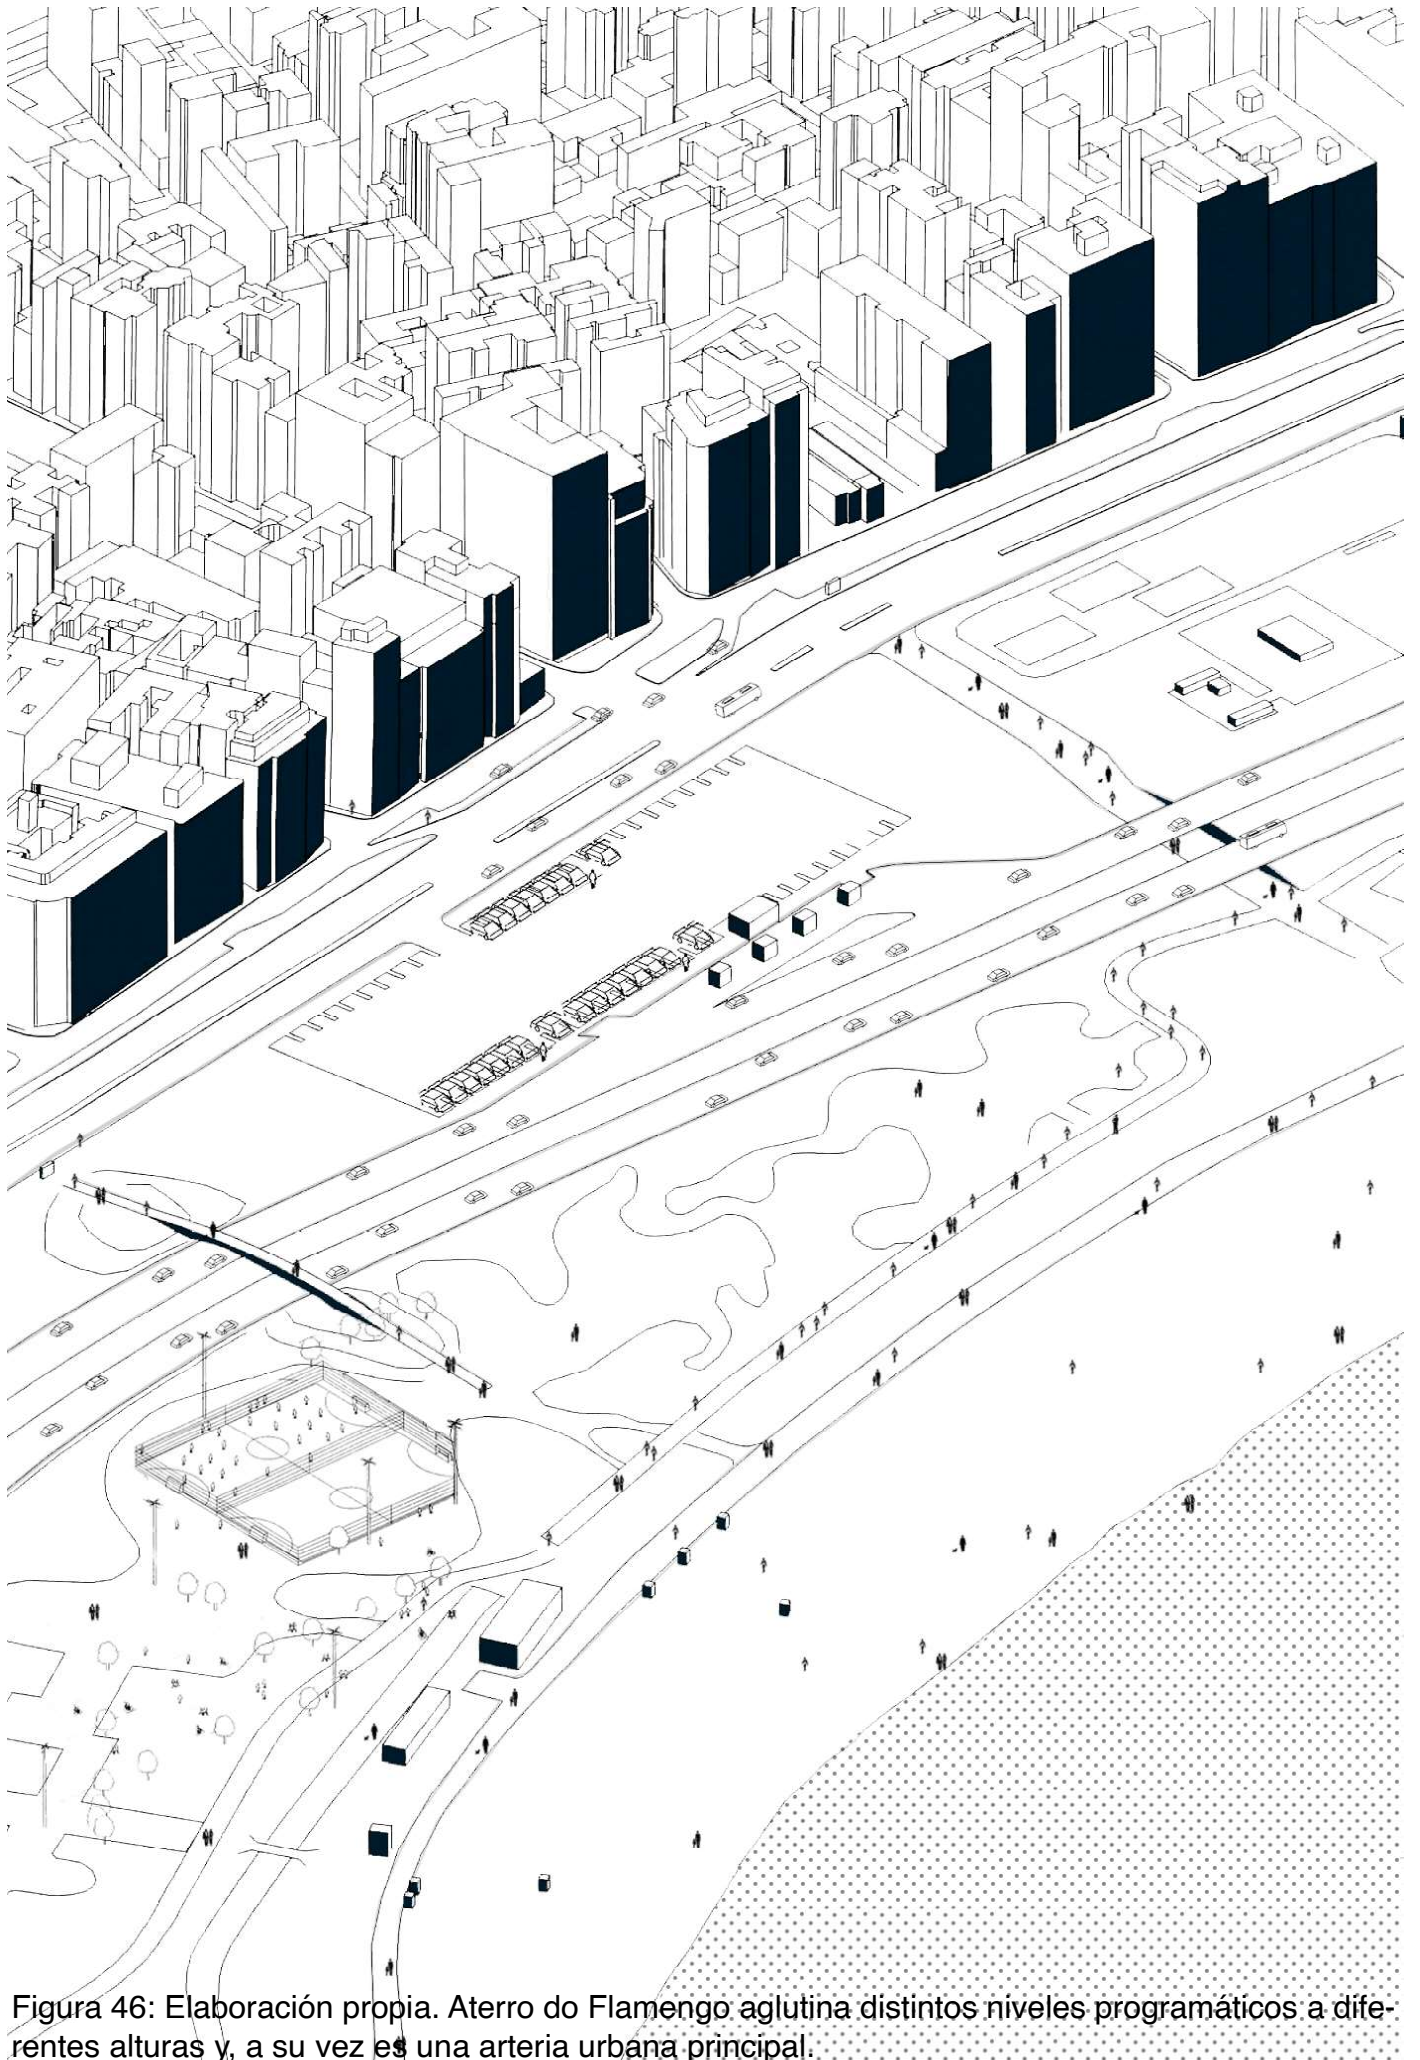 Figura 46: Elaboración propia. Aterro do Flamengo aglutina distintos niveles programáticos a dife-
rentes alturas y, a su vez es una arteria urbana principal.